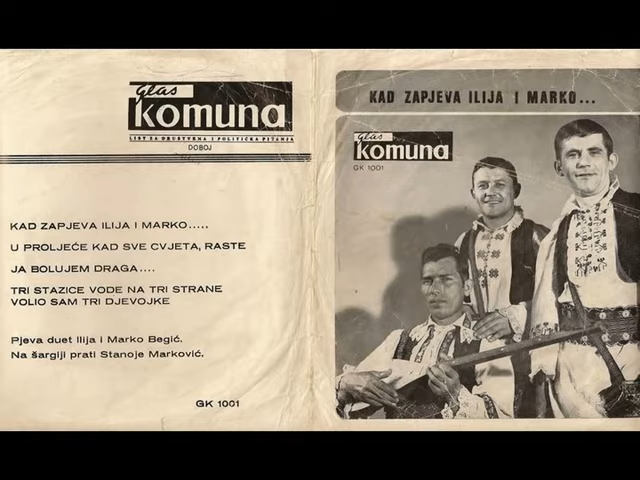 glas
komuna
LIST ZA DRUŠTVENA I POLITIČKA PITANJA
DOBOJ
KAD ZAPJEVA ILIJA I MARKO.....
U PROLJEĆE KAD SVE CVJETA, RASTE
JA BOLUJEM DRAGA....
TRI STAZICE VODE NA TRI STRANE
VOLIO SAM TRI DJEVOJKE
Pjeva duet Ilija i Marko Begić.
Na šargiji prati Stanoje Marković.
GK 1001
KAD ZAPJEVA ILIJA I MARKO...
glas
komuna
GK 1001